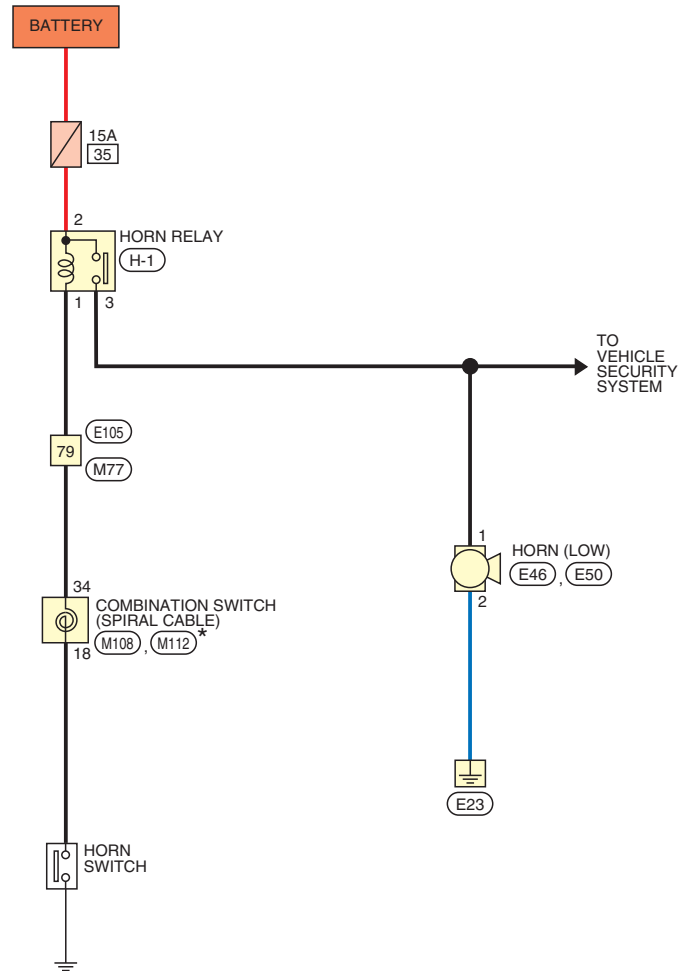 BATTERY
15A
35
2
HORN RELAY
H-1
1 3
TO
VEHICLE
SECURITY
SYSTEM
E105
79
M77
1
HORN (LOW)
E46 , E50
2
34
COMBINATION SWITCH
(SPIRAL CABLE)
M108 , M112 *
18
E23
HORN
SWITCH